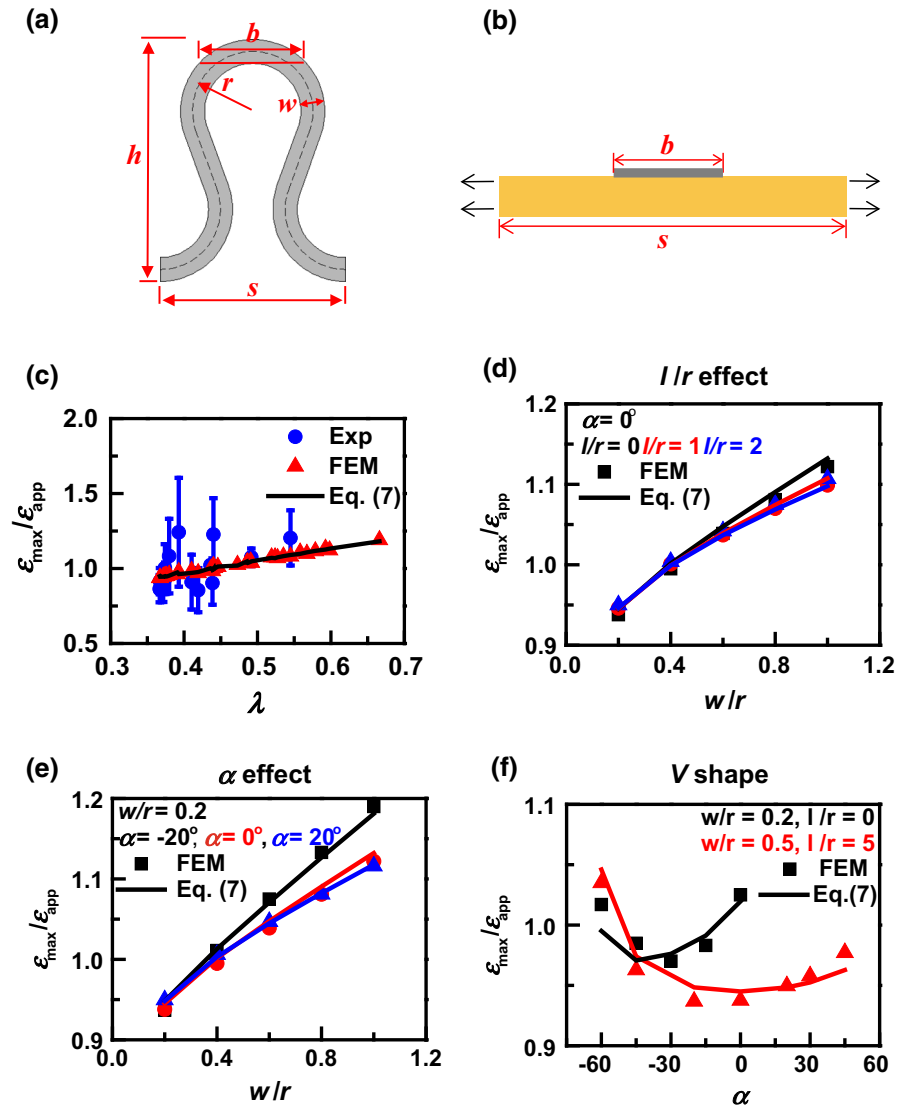 (a)
b
r
w
h
s
(b)
b
s
(c)
2.0
1.5
1.0
0.5
0.3 0.4 0.5 0.6 0.7
εmax/εapp
λ
Exp
FEM
Eq. (7)
(d)
l/r effect
α = 0°
l/r = 0 l/r = 1 l/r = 2
FEM
Eq. (7)
1.2
1.1
1.0
0.9
0.0 0.4 0.8 1.2
εmax/εapp
w/r
(e)
α effect
w/r = 0.2
α = -20°, α = 0°, α = 20°
FEM
Eq. (7)
1.2
1.1
1.0
0.9
0.0 0.4 0.8 1.2
εmax/εapp
w/r
(f)
V shape
w/r = 0.2, l/r = 0
w/r = 0.5, l/r = 5
FEM
Eq.(7)
1.1
1.0
0.9
-60 -30 0 30 60
εmax/εapp
α